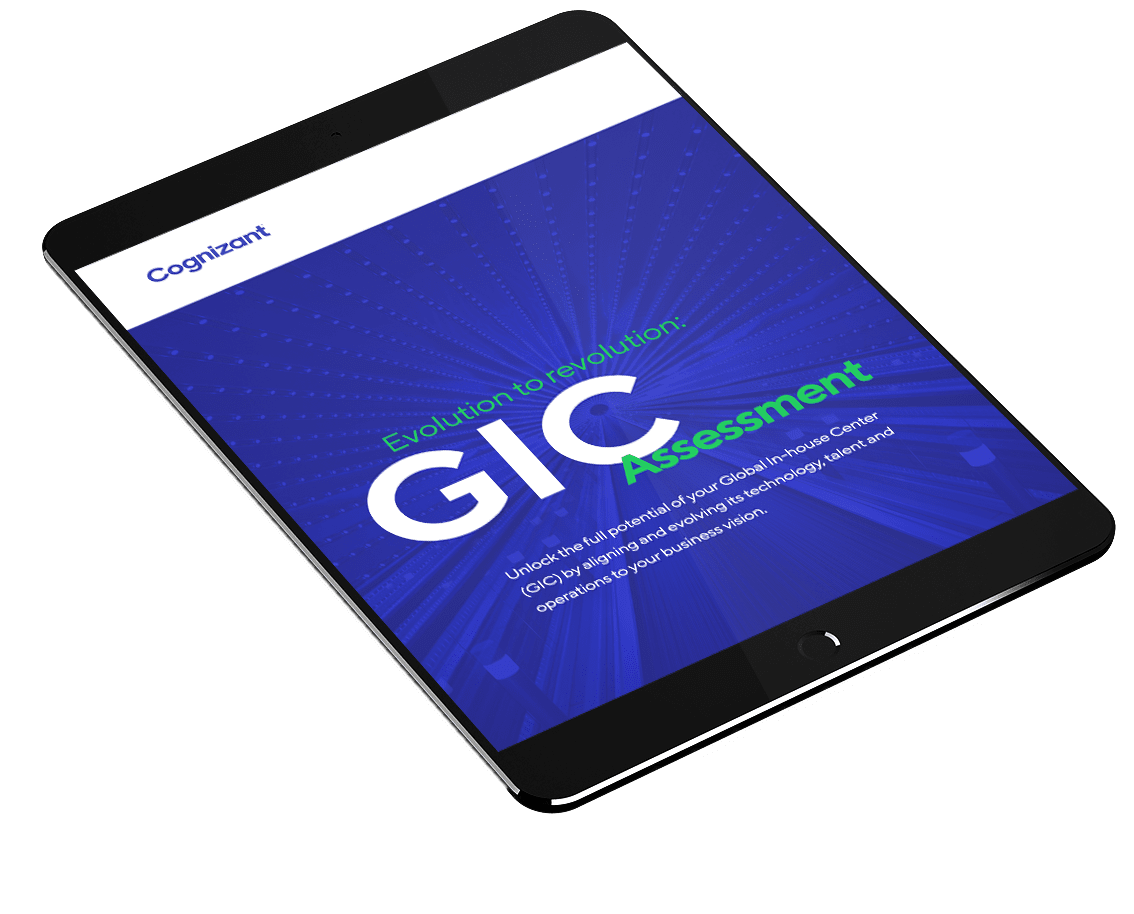 Cognizant
Evolution to revolution:
GIC
Assessment
Unlock the full potential of your Global In-house Center
(GIC) by aligning and evolving its technology, talent and
operations to your business vision.